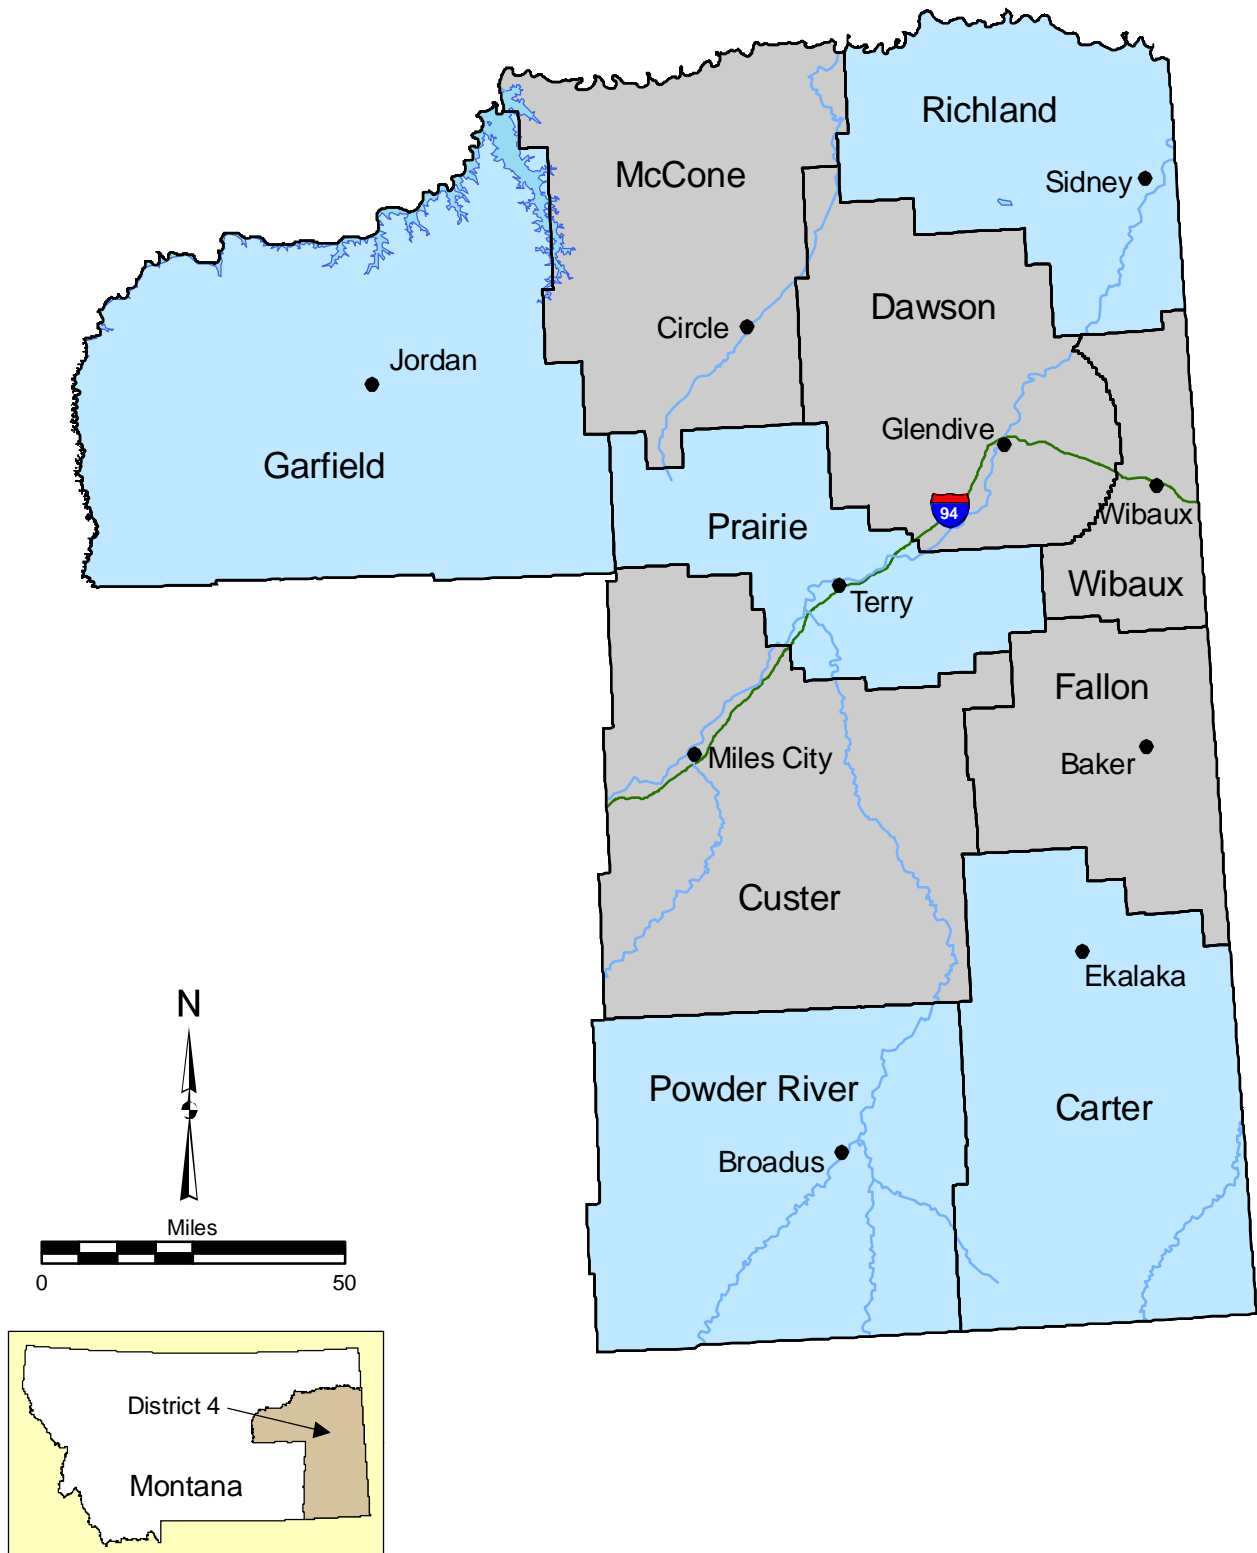 Richland
McCone
Sidney
Dawson
Circle
Jordan
Glendive
Garfield
94
Wibaux
Prairie
Wibaux
Terry
Fallon
Miles City
Baker
Custer
Ekalaka
N
Powder River
Carter
Broadus
Miles
0 50
District 4
Montana